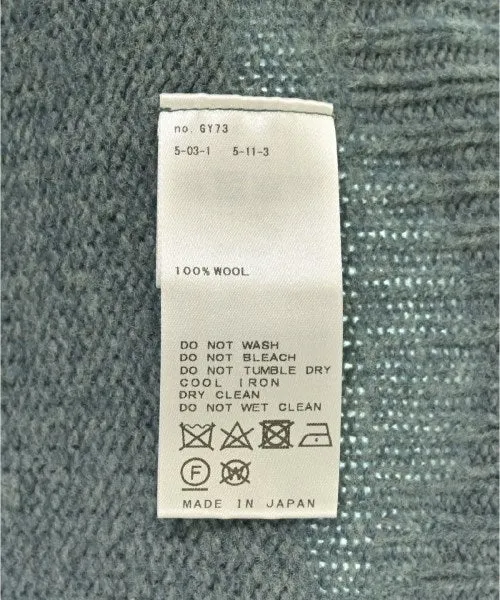 no. GY73
5-03-1 5-11-3
100% WOOL
DO NOT WASH
DO NOT BLEACH
DO NOT TUMBLE DRY
COOL IRON
DRY CLEAN
DO NOT WET CLEAN
F W
MADE IN JAPAN